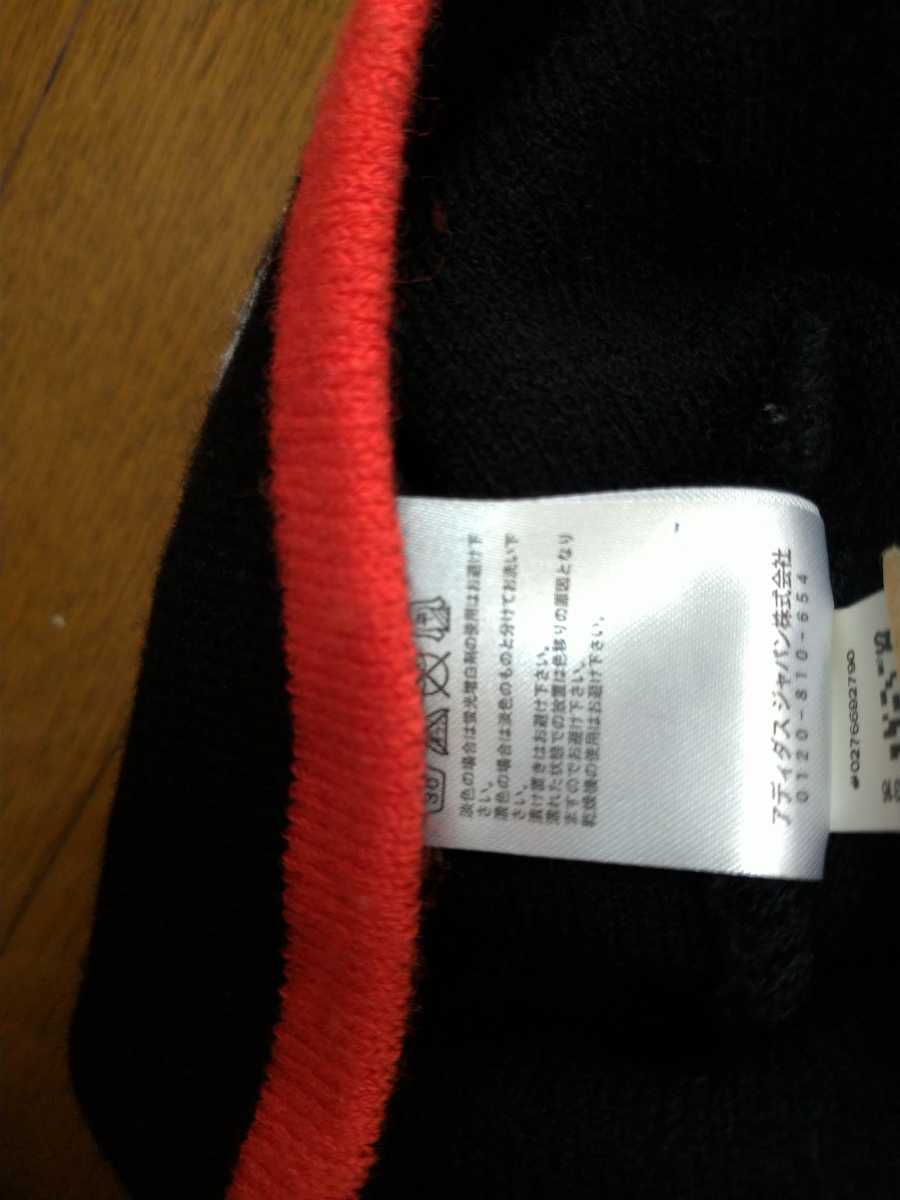 30
淡色の場合は蛍光増白剤の使用はお避け下
さい。
濃色の場合は淡色のものと分けてお洗い下
さい。
漬け置きはお避け下さい。
濡れた状態での放置は色移りの原因となり
ますのでお避け下さい。
乾燥機の使用はお避け下さい。
アディダス ジャパン株式会社
0120-810-654
#0276692790